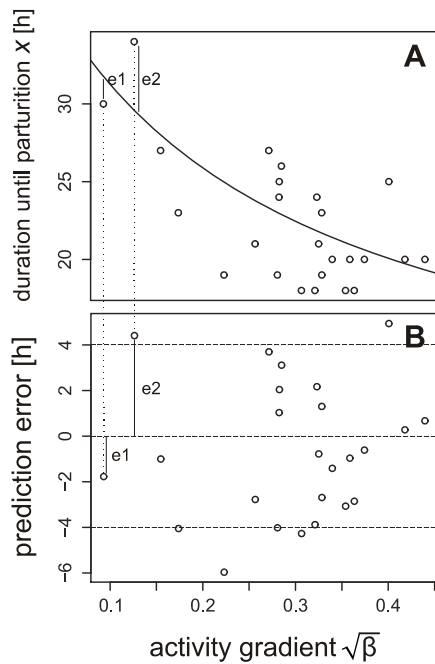 A
duration until parturition x [h]
30
25
20
e1
e2
B
prediction error [h]
4
2
0
-2
-4
-6
e2
e1
0.1 0.2 0.3 0.4
activity gradient √β